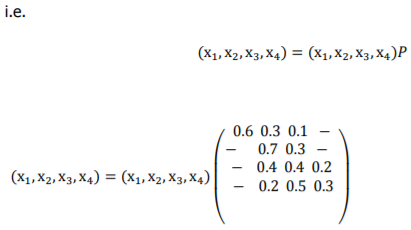 i.e.
(x₁, x₂, x₃, x₄) = (x₁, x₂, x₃, x₄)P
0.6 0.3 0.1 –
– 0.7 0.3 –
– 0.4 0.4 0.2
(x₁, x₂, x₃, x₄) = (x₁, x₂, x₃, x₄)
– 0.2 0.5 0.3